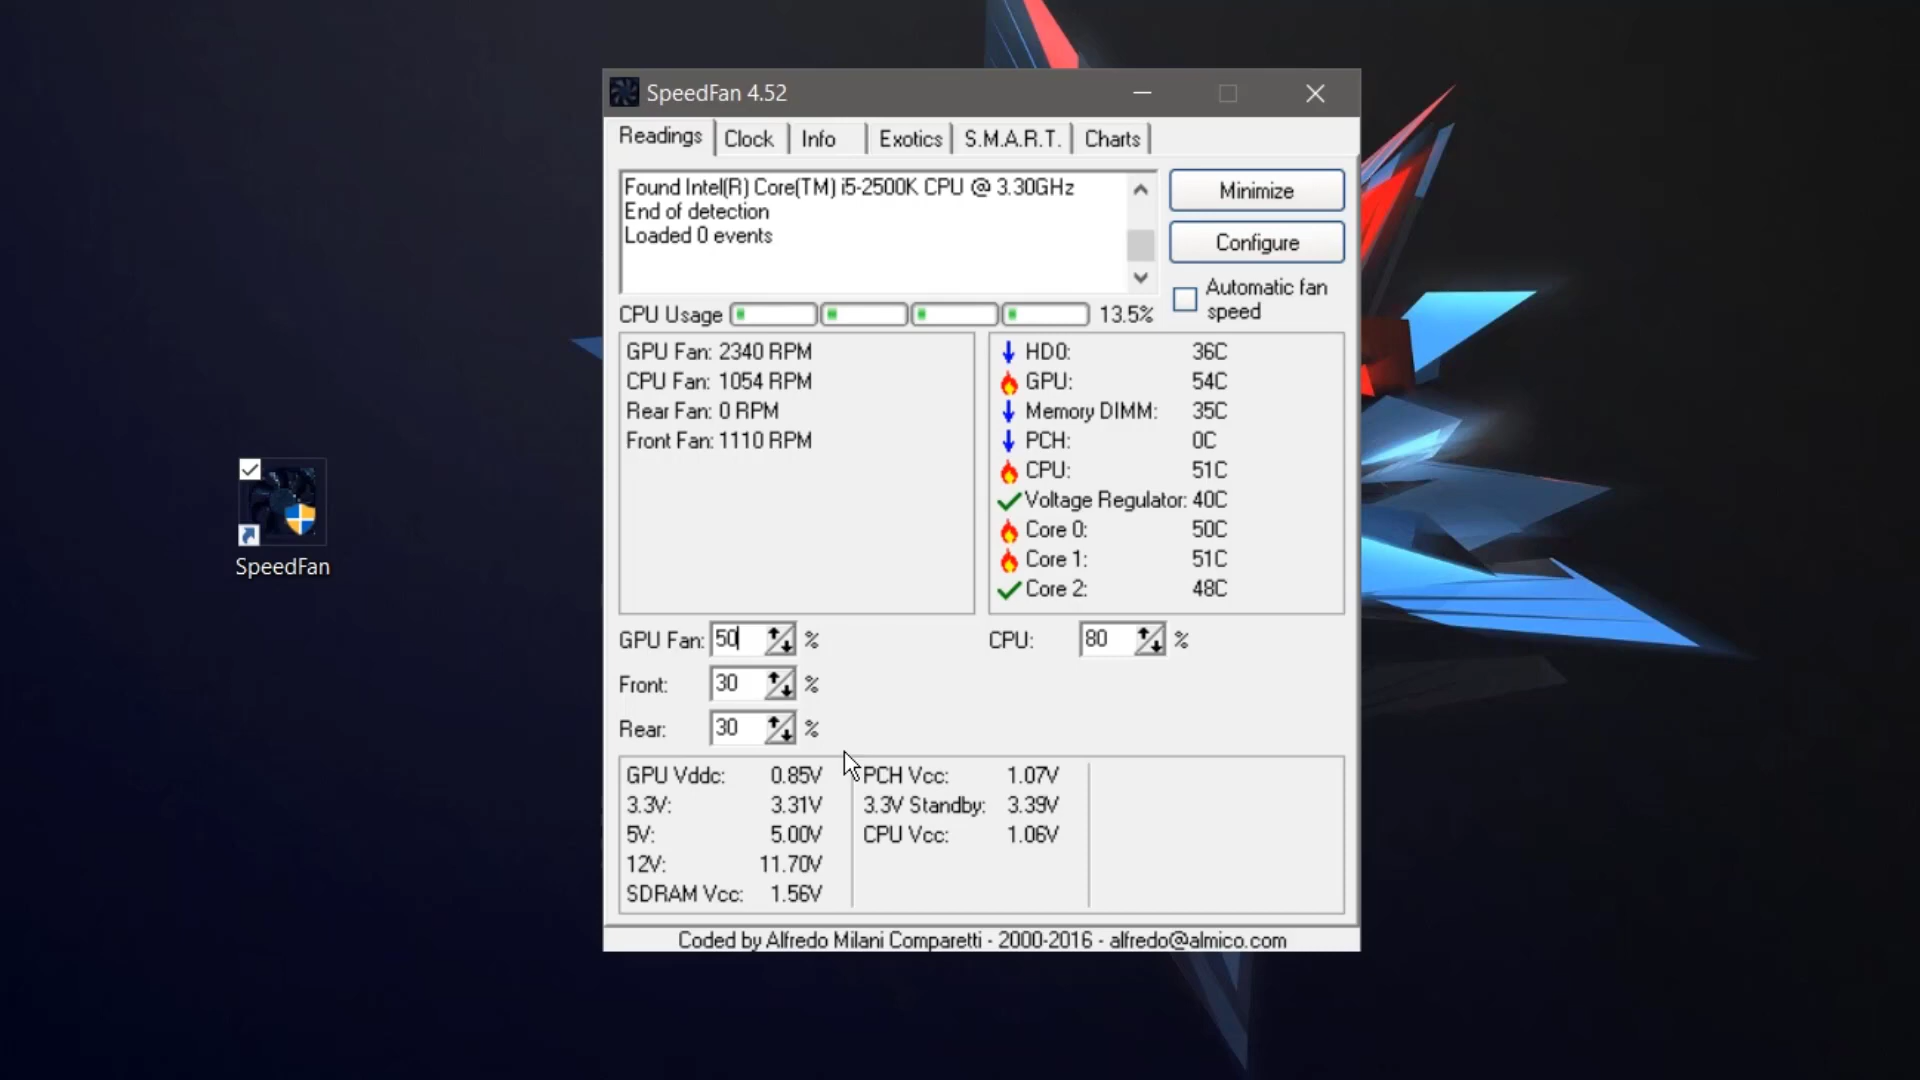 SpeedFan 4.52
Readings Clock Info Exotics S.M.A.R.T. Charts
Found Intel(R) Core(TM) i5-2500K CPU @ 3.30GHz
End of detection
Loaded 0 events
Minimize
Configure
Automatic fan
speed
CPU Usage 13.5%
GPU Fan: 2340 RPM
CPU Fan: 1054 RPM
Rear Fan: 0 RPM
Front Fan: 1110 RPM
HD0: 36C
GPU: 54C
Memory DIMM: 35C
PCH: 0C
CPU: 51C
Voltage Regulator: 40C
Core 0: 50C
Core 1: 51C
Core 2: 48C
SpeedFan
GPU Fan: 50 %
CPU: 80 %
Front: 30 %
Rear: 30 %
GPU Vddc: 0.85V
3.3V: 3.31V
5V: 5.00V
12V: 11.70V
SDRAM Vcc: 1.56V
PCH Vcc: 1.07V
3.3V Standby: 3.39V
CPU Vcc: 1.06V
Coded by Alfredo Milani Comparetti - 2000-2016 - alfredo@almico.com